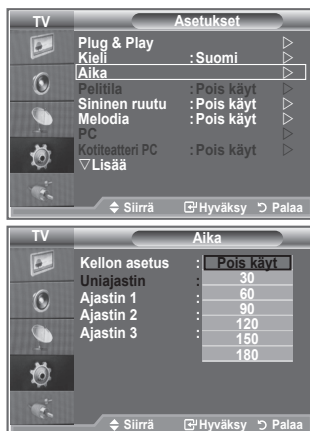 TV Asetukset
Plug & Play
Kieli : Suomi
Aika
Pelitila : Pois käyt
Sininen ruutu : Pois käyt
Melodia : Pois käyt
PC
Kotiteatteri PC : Pois käyt
▽Lisää
Siirrä Hyväksy Palaa
TV Aika
Kellon asetus : Pois käyt
Uniajastin : 30
Ajastin 1 : 60
Ajastin 2 : 90
120
Ajastin 3 : 150
180
Siirrä Hyväksy Palaa